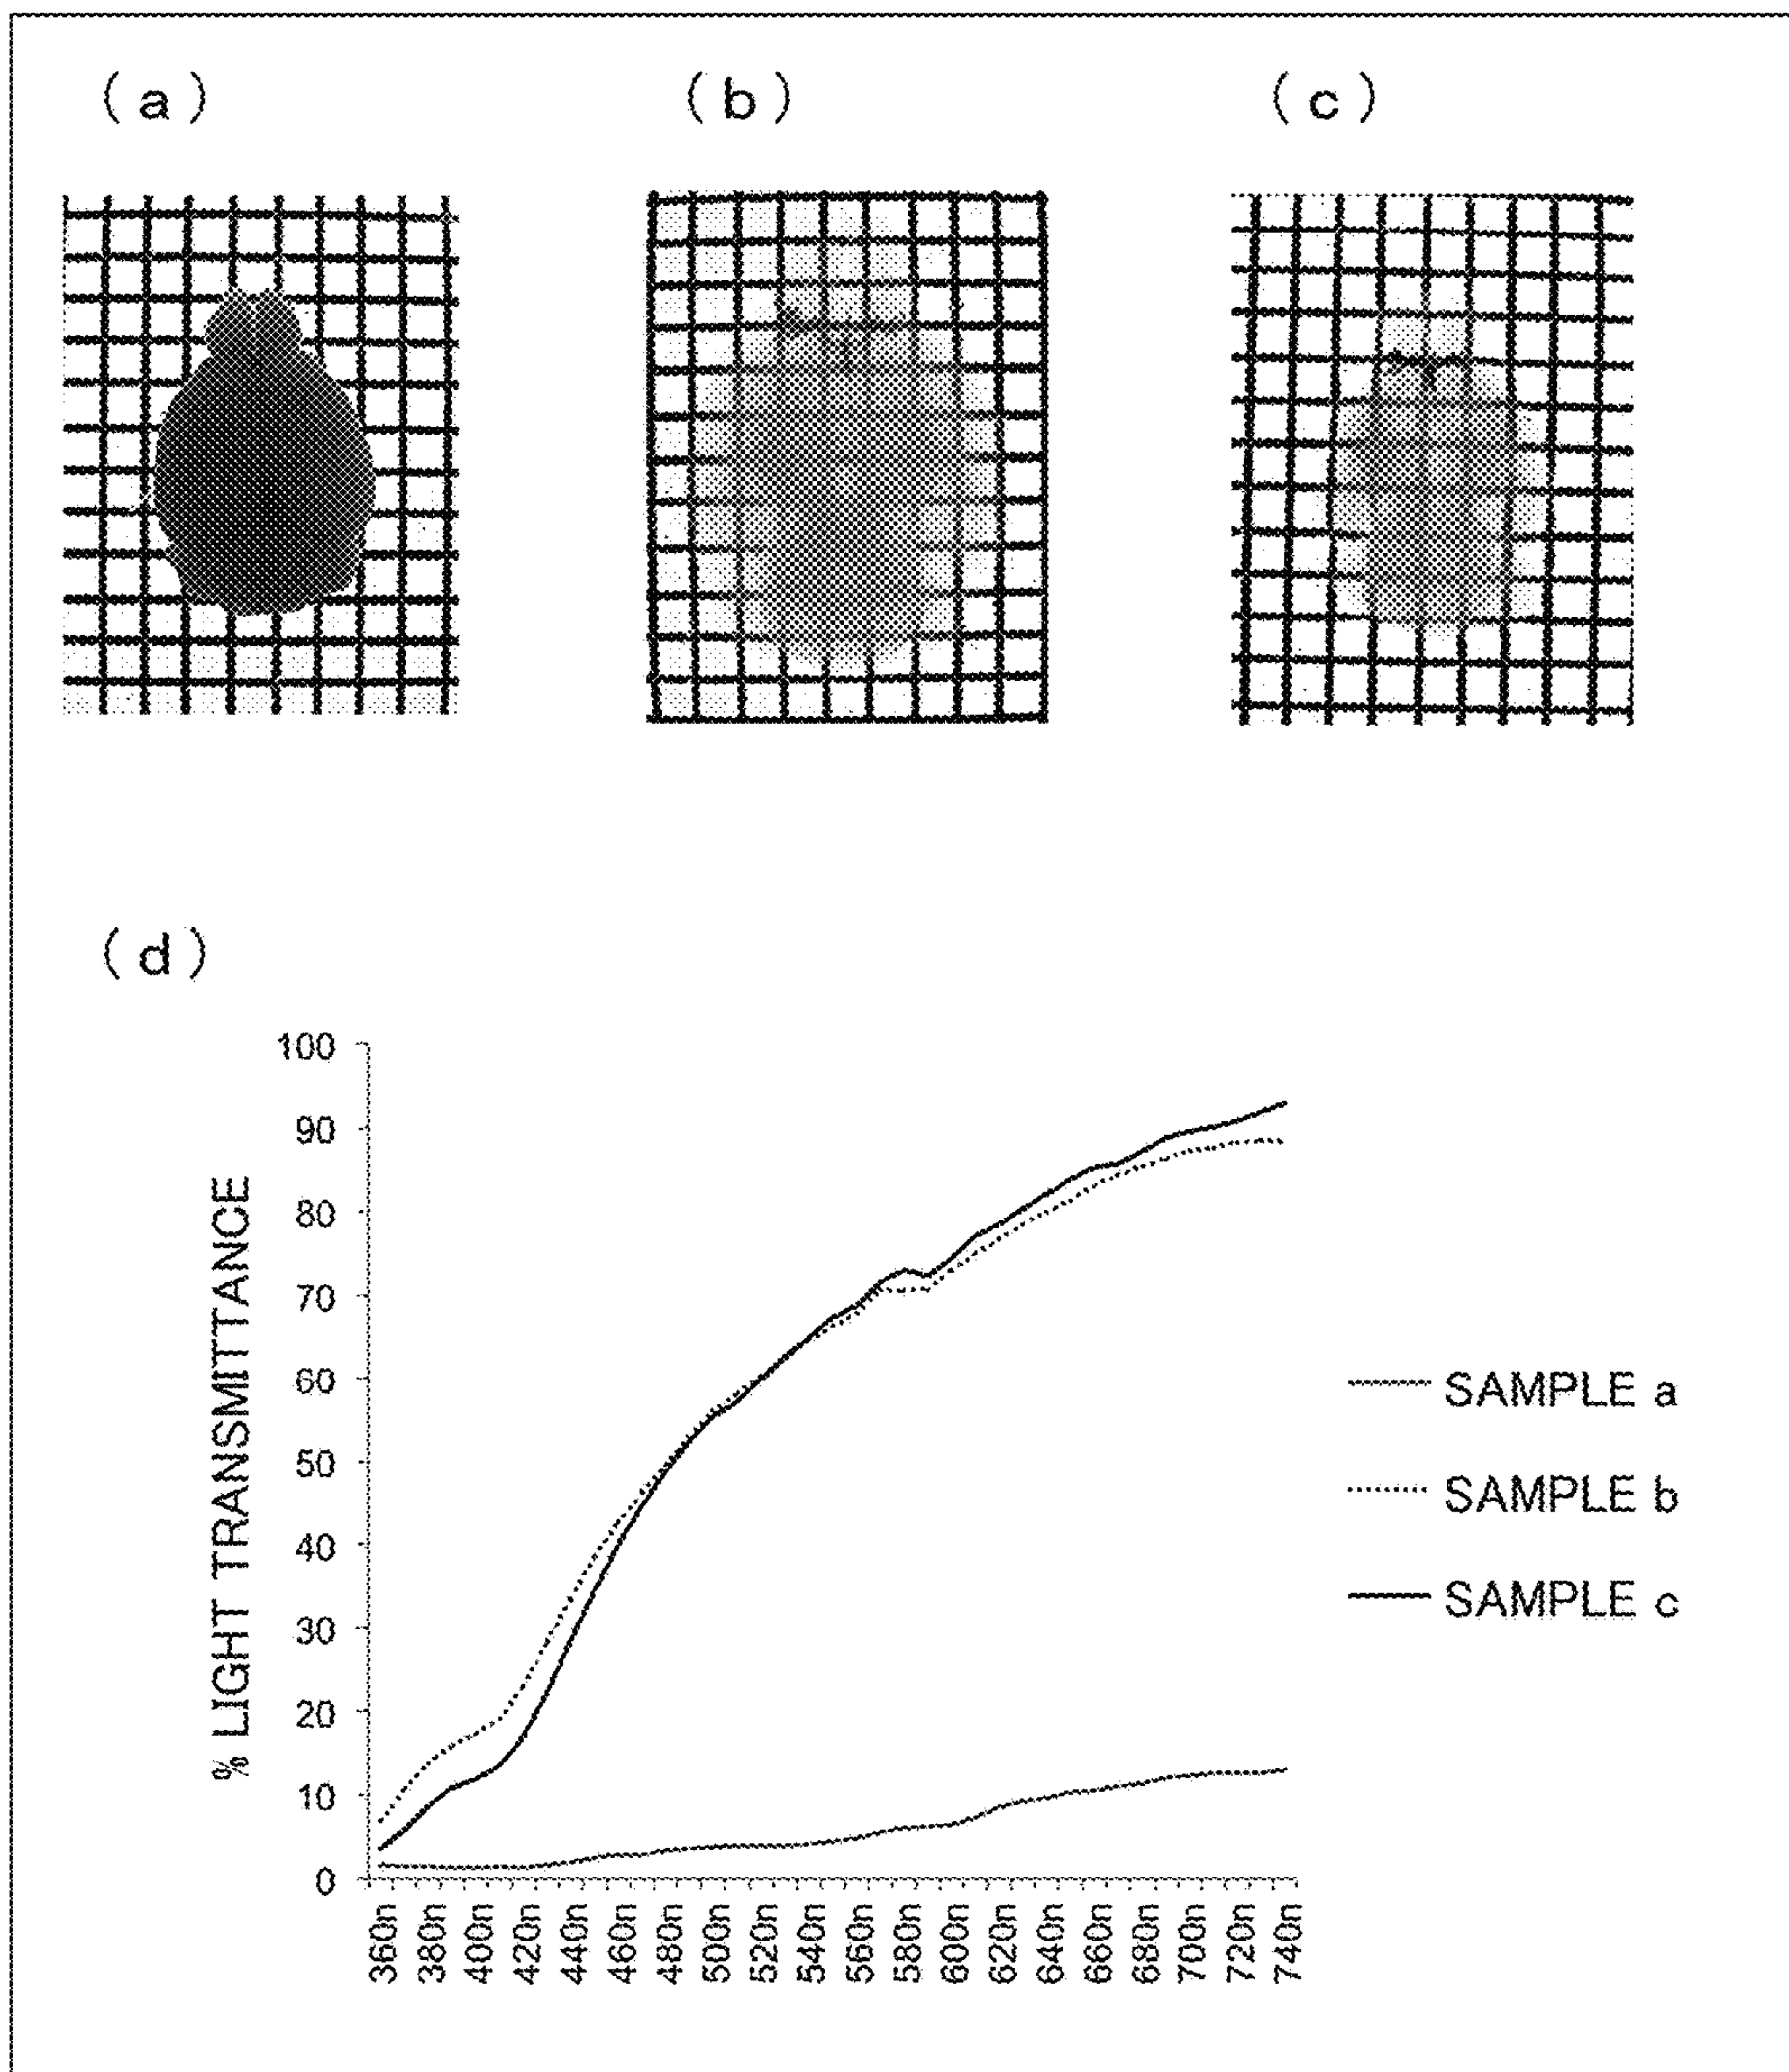 (a) (b) (c)
(d)
% LIGHT TRANSMITTANCE
100
90
80
70
60
50
40
30
20
10
0
360n 380n 400n 420n 440n 460n 480n 500n 520n 540n 560n 580n 600n 620n 640n 660n 680n 700n 720n 740n
SAMPLE a
SAMPLE b
SAMPLE c